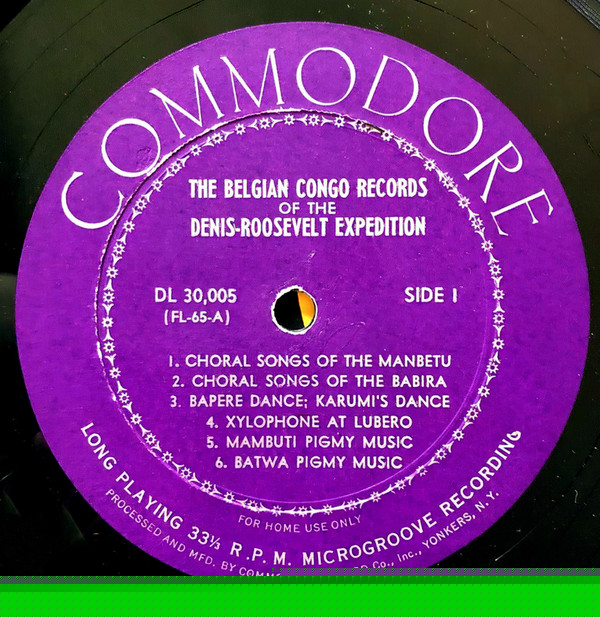 COMMODORE
THE BELGIAN CONGO RECORDS
OF THE
DENIS-ROOSEVELT EXPEDITION
DL 30,005
(FL-65-A)
SIDE 1
1. CHORAL SONGS OF THE MANBETU
2. CHORAL SONGS OF THE BABIRA
3. BAPERE DANCE; KARUMI'S DANCE
4. XYLOPHONE AT LUBERO
5. MAMBUTI PIGMY MUSIC
6. BATWA PIGMY MUSIC
FOR HOME USE ONLY
LONG PLAYING 33⅓ R.P.M. MICROGROOVE RECORDING
PROCESSED AND MFD. BY Co., Inc., YONKERS, N.Y.